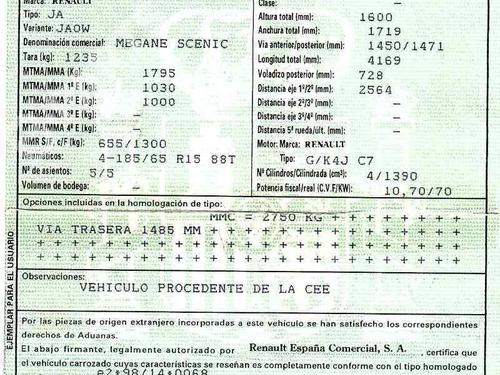 Marca: RENAULT
Tipo: JA
Variante: JAOW
Denominación comercial: MEGANE SCENIC
Tara (kg): 1235
MTMA/MMA (kg): 1795
MTMA/MMA 1º E (kg): 1030
MTMA/MMA 2º E (kg): 1000
MTMA/MMA 3º E (kg): —
MTMA/MMA 4º E (kg): —
MMR S/F, c/F (kg): 655/1300
Neumáticos: 4-185/65 R15 88T
Nº de asientos: 5/5
Volumen de bodega: —
Clase: —
Altura total (mm): 1600
Anchura total (mm): 1719
Vía anterior/posterior (mm): 1450/1471
Longitud total (mm): 4169
Voladizo posterior (mm): 728
Distancia eje 1º/2º (mm): 2564
Distancia eje 2º/3º (mm): —
Distancia eje 3º/4º (mm): —
Distancia 5ª rueda/últ. (mm): —
Motor: Marca: RENAULT
Tipo: G/K4J C7
Nº Cilindros/Cilindrada (cm³): 4/1390
Potencia fiscal/real (C.V.F/KW): 10,70/70
Opciones incluidas en la homologación de tipo:
MMC = 2750 KG + + + + + + + +
VIA TRASERA 1485 MM + + + + + + + + + + + + +
+ + + + + + + + + + + + + + + + + + + + + + +
+ + + + + + + + + + + + + + + + + + + + + + +
Observaciones:
VEHICULO PROCEDENTE DE LA CEE
Por las piezas de origen extranjero incorporadas a este vehículo se han satisfecho los correspondientes
derechos de Aduanas.
El abajo firmante, legalmente autorizado por Renault España Comercial, S. A. , certifica que
el vehículo carrozado cuyas características se reseñan es completamente conforme con el tipo homologado
e2*98/14*0068
EJEMPLAR PARA EL USUARIO